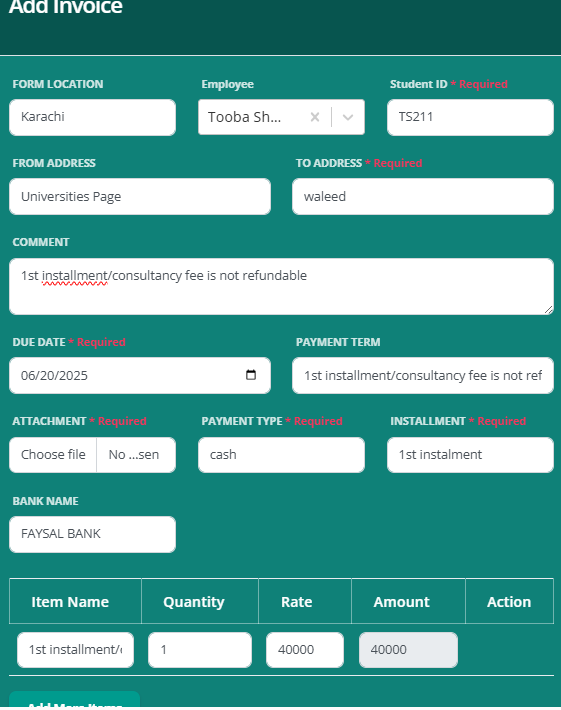 Add Invoice
FORM LOCATION Employee Student ID * Required
Karachi Tooba Sh... TS211
FROM ADDRESS TO ADDRESS * Required
Universities Page waleed
COMMENT
1st installment/consultancy fee is not refundable
DUE DATE * Required PAYMENT TERM
06/20/2025 1st installment/consultancy fee is not ref
ATTACHMENT * Required PAYMENT TYPE * Required INSTALLMENT * Required
Choose file No ...sen cash 1st instalment
BANK NAME
FAYSAL BANK
Item Name Quantity Rate Amount Action
1st installment/ 1 40000 40000
Add More Items